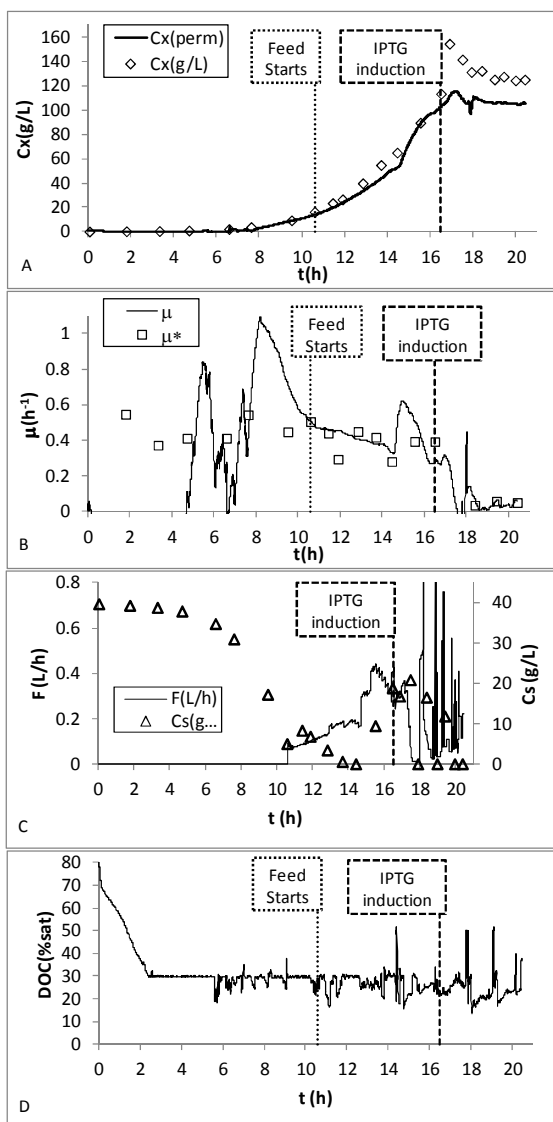 Cx(perm)
Cx(g/L)
Feed
Starts
IPTG
induction
160
140
120
100
80
60
40
20
0
Cx(g/L)
0 2 4 6 8 10 12 14 16 18 20
t(h)
A
μ
μ*
Feed
Starts
IPTG
induction
1
0.8
0.6
0.4
0.2
0
μ(h⁻¹)
0 2 4 6 8 10 12 14 16 18 20
t(h)
B
0.8
0.6
0.4
0.2
0
F (L/h)
IPTG
induction
F(L/h)
Cs(g...
40
30
20
10
0
Cs (g/L)
0 2 4 6 8 10 12 14 16 18 20
t (h)
C
80
70
60
50
40
30
20
10
0
DOC(%sat)
Feed
Starts
IPTG
induction
0 2 4 6 8 10 12 14 16 18 20
t (h)
D